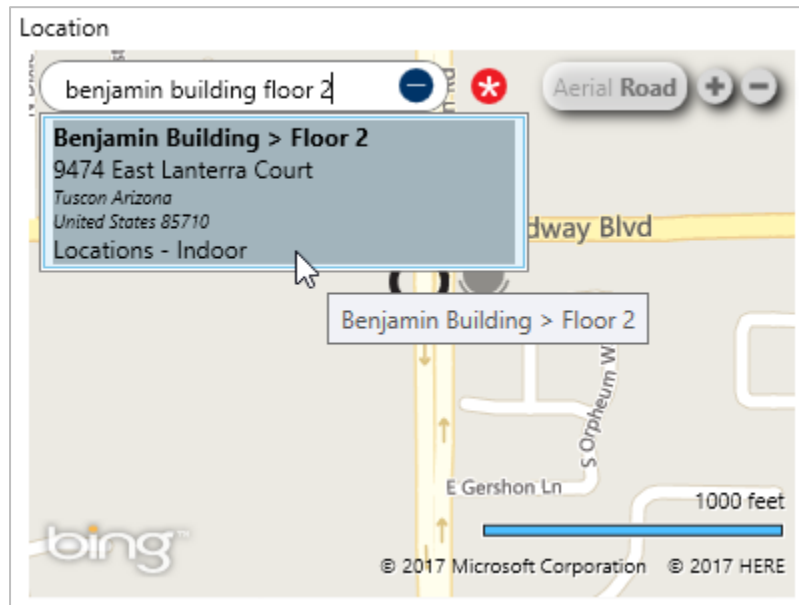 Location
benjamin building floor 2
Aerial Road
Benjamin Building > Floor 2
9474 East Lanterra Court
Tuscon Arizona
United States 85710
Locations - Indoor
dway Blvd
Benjamin Building > Floor 2
S Orpheum W
E Gershon Ln
1000 feet
bing™
© 2017 Microsoft Corporation © 2017 HERE